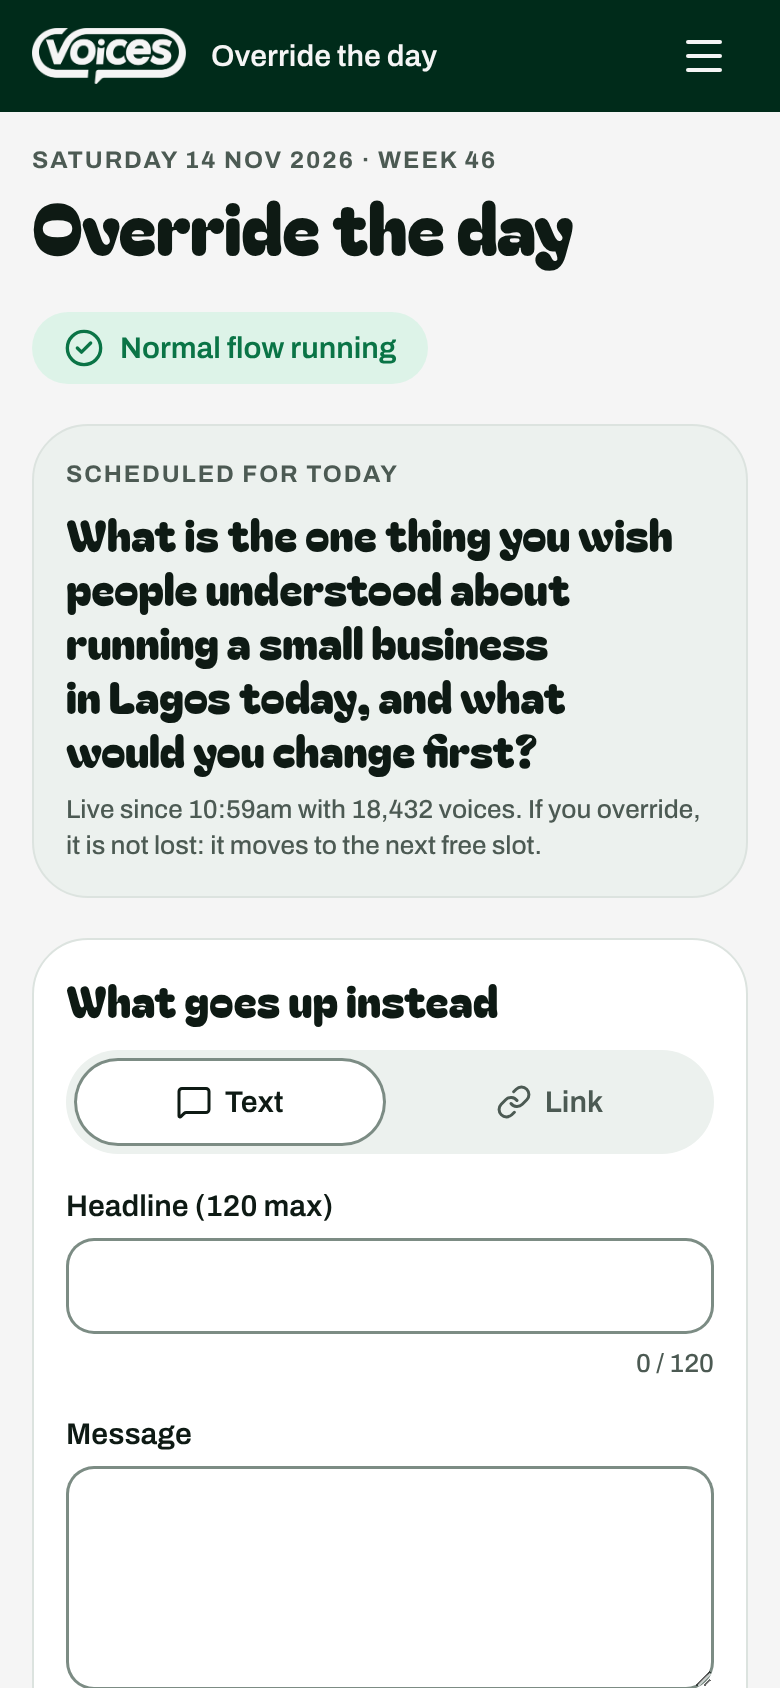 Voices
Override the day
SATURDAY 14 NOV 2026 · WEEK 46
Override the day
Normal flow running
SCHEDULED FOR TODAY
What is the one thing you wish
people understood about
running a small business
in Lagos today, and what
would you change first?
Live since 10:59am with 18,432 voices. If you override,
it is not lost: it moves to the next free slot.
What goes up instead
Text
Link
Headline (120 max)
0 / 120
Message